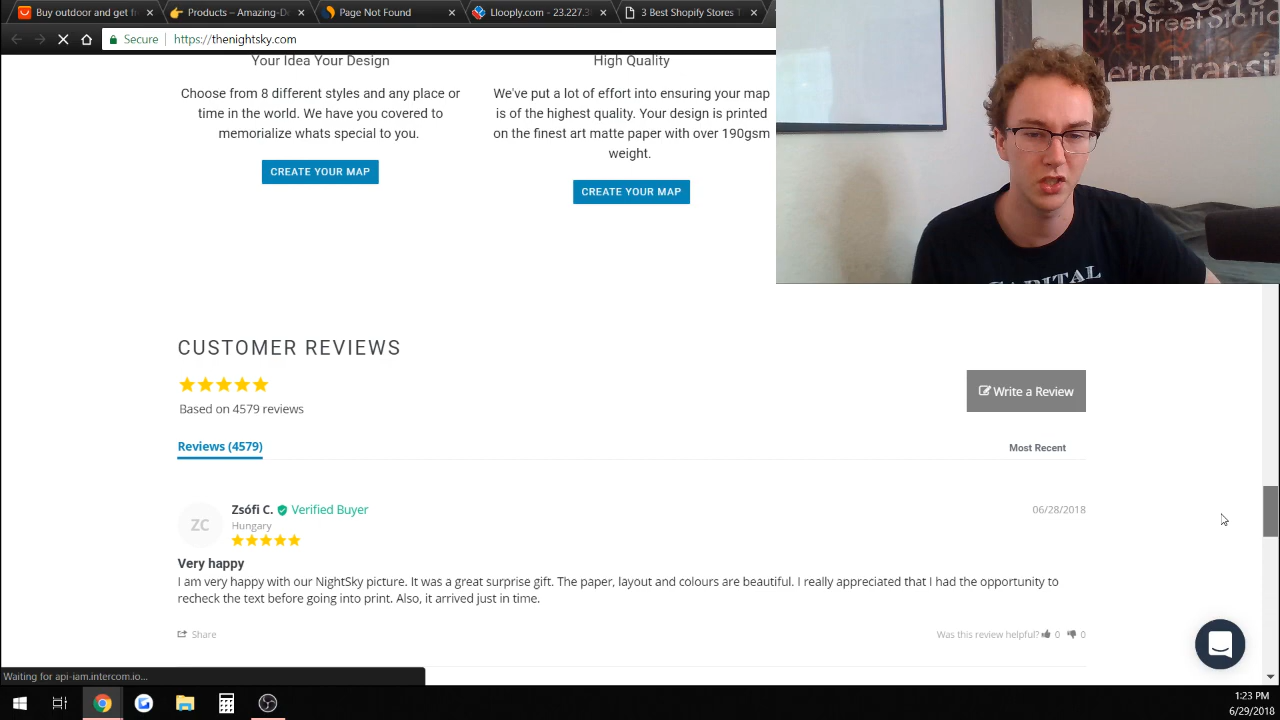 Buy outdoor and get fr
Products – Amazing-D
Page Not Found
Llooply.com - 23.227.3
3 Best Shopify Stores T
Secure
https://thenightsky.com
Your Idea Your Design
High Quality
Choose from 8 different styles and any place or
time in the world. We have you covered to
memorialize whats special to you.
CREATE YOUR MAP
We've put a lot of effort into ensuring your map
is of the highest quality. Your design is printed
on the finest art matte paper with over 190gsm
weight.
CREATE YOUR MAP
42 Street Stati
MetroTransit
CAPITAL
CUSTOMER REVIEWS
Based on 4579 reviews
Write a Review
Reviews (4579)
Most Recent
ZC
Zsófi C. Verified Buyer
06/28/2018
Hungary
Very happy
I am very happy with our NightSky picture. It was a great surprise gift. The paper, layout and colours are beautiful. I really appreciated that I had the opportunity to
recheck the text before going into print. Also, it arrived just in time.
Share
Was this review helpful? 0 0
Waiting for api-iam.intercom.io...
1:23 PM
6/29/2018